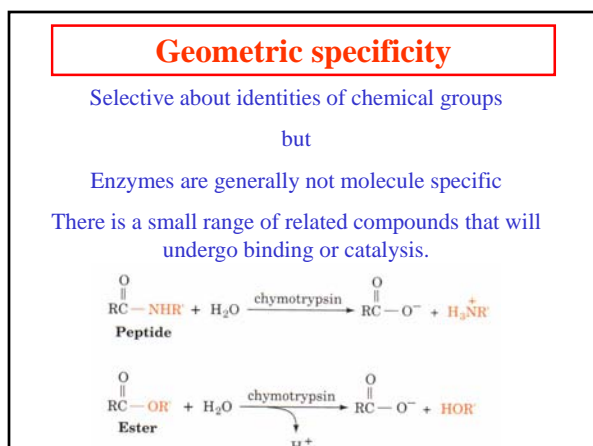 Geometric specificity
Selective about identities of chemical groups
but
Enzymes are generally not molecule specific
There is a small range of related compounds that will
undergo binding or catalysis.
O O
‖ chymotrypsin ‖ +
RC—NHR' + H₂O ⟶ RC—O⁻ + H₃NR'
Peptide
O O
‖ chymotrypsin ‖
RC—OR' + H₂O ⟶ RC—O⁻ + HOR'
Ester
H⁺